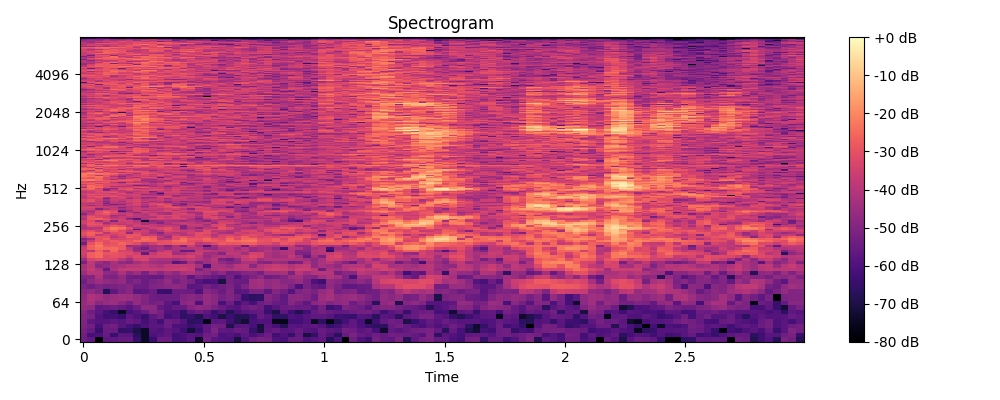 Spectrogram
+0 dB
4096
-10 dB
2048
-20 dB
1024
-30 dB
Hz
512
-40 dB
256
-50 dB
128
-60 dB
64
-70 dB
0
-80 dB
0 0.5 1 1.5 2 2.5
Time